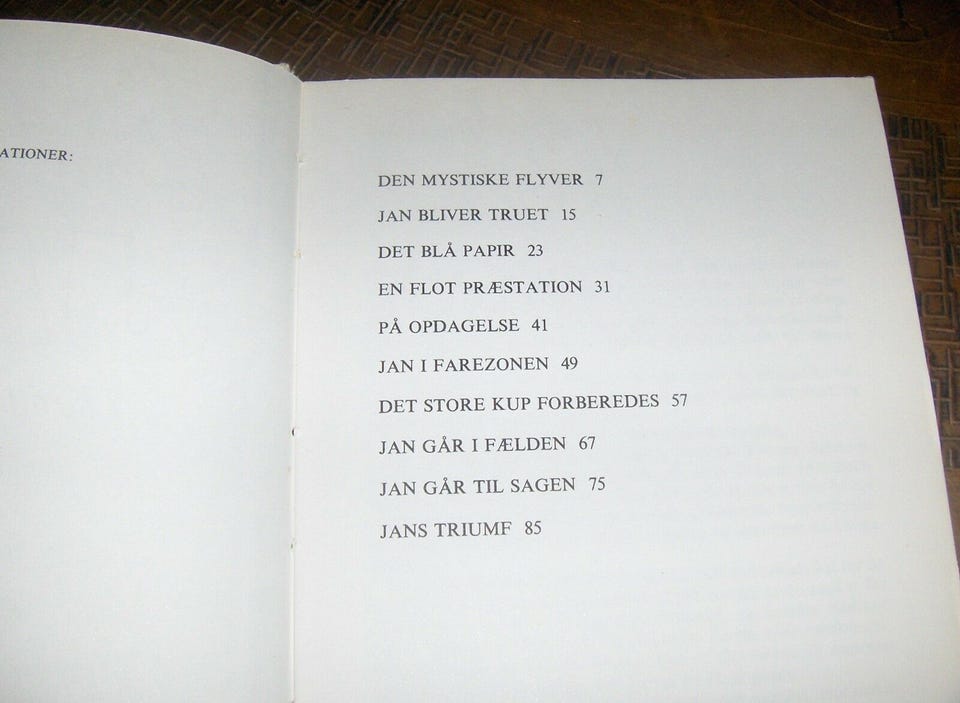 ATIONER:
DEN MYSTISKE FLYVER 7
JAN BLIVER TRUET 15
DET BLÅ PAPIR 23
EN FLOT PRÆSTATION 31
PÅ OPDAGELSE 41
JAN I FAREZONEN 49
DET STORE KUP FORBEREDES 57
JAN GÅR I FÆLDEN 67
JAN GÅR TIL SAGEN 75
JANS TRIUMF 85